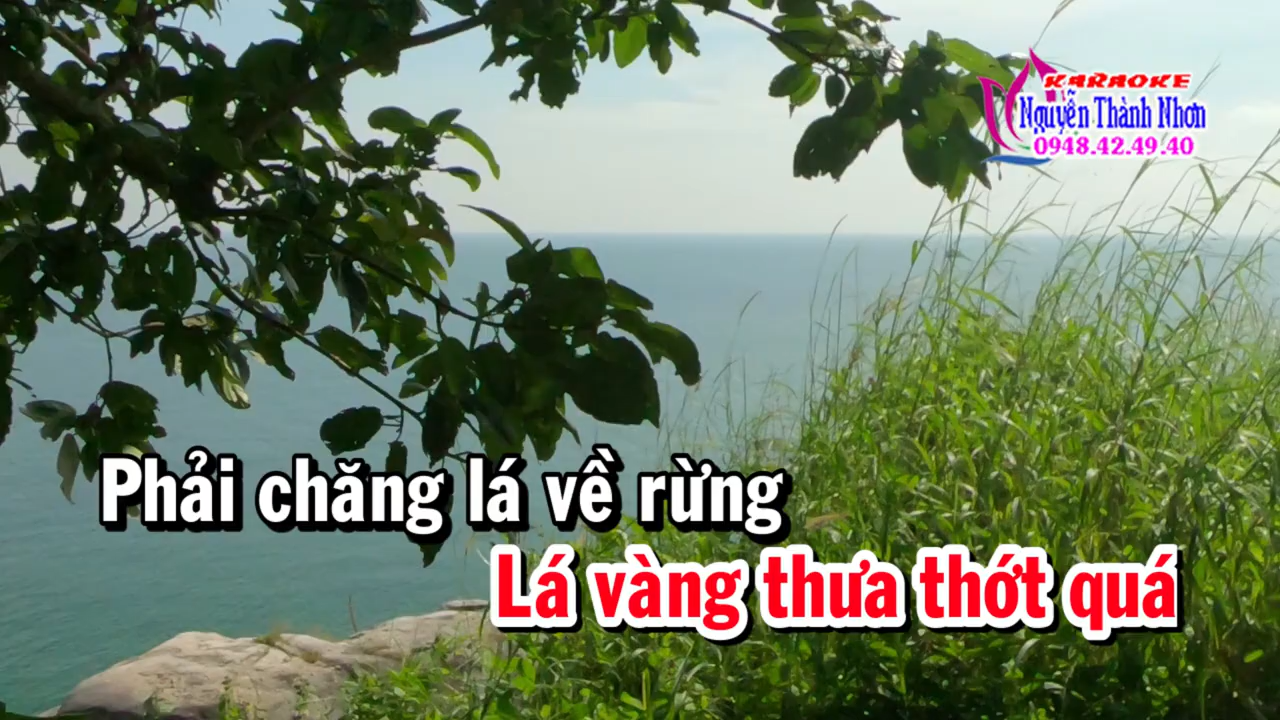 KARAOKE
Nguyễn Thành Nhơn
0948.42.49.40
Phải chăng lá về rừng
Lá vàng thưa thớt quá